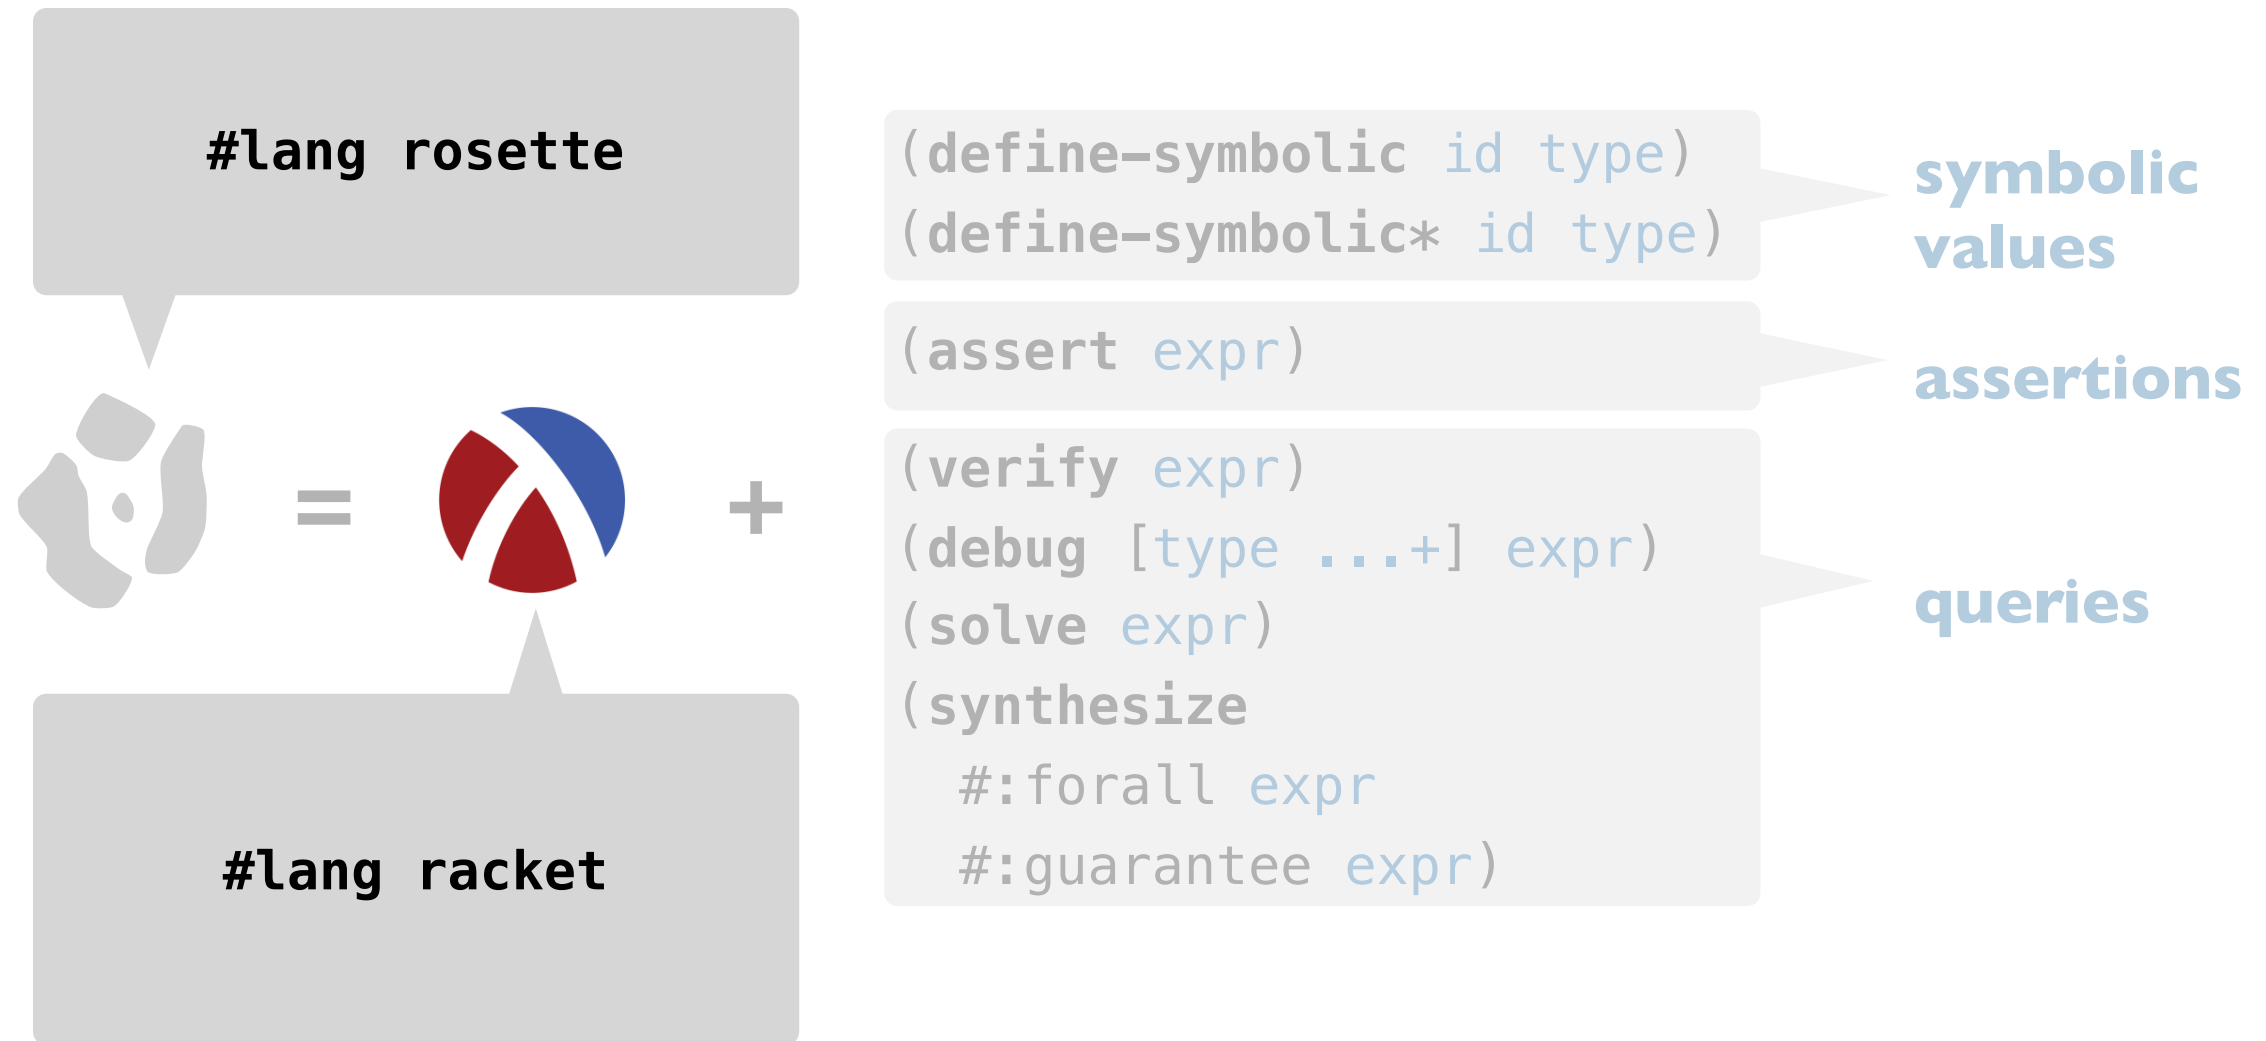 #lang rosette
=
+
#lang racket
(define-symbolic id type)
(define-symbolic* id type)
symbolic
values
(assert expr)
assertions
(verify expr)
(debug [type ...+] expr)
(solve expr)
(synthesize
#:forall expr
#:guarantee expr)
queries